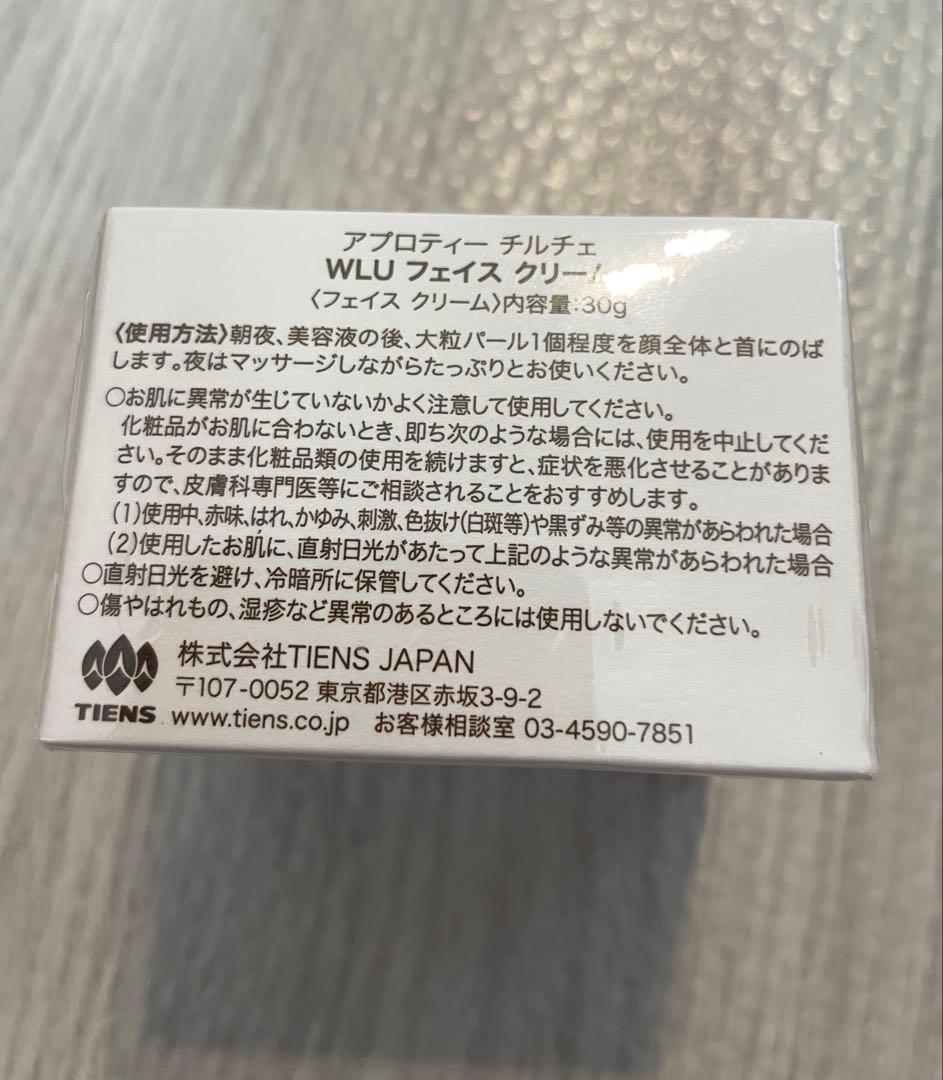 アプロティー チルチェ
WLU フェイス クリーム
〈フェイス クリーム〉内容量:30g
〈使用方法〉朝夜、美容液の後、大粒パール1個程度を顔全体と首にのば
します。夜はマッサージしながらたっぷりとお使いください。
○お肌に異常が生じていないかよく注意して使用してください。
化粧品がお肌に合わないとき、即ち次のような場合には、使用を中止してくだ
さい。そのまま化粧品類の使用を続けますと、症状を悪化させることがありま
すので、皮膚科専門医等にご相談されることをおすすめします。
(1)使用中、赤味、はれ、かゆみ、刺激、色抜け(白斑等)や黒ずみ等の異常があらわれた場合
(2)使用したお肌に、直射日光があたって上記のような異常があらわれた場合
○直射日光を避け、冷暗所に保管してください。
○傷やはれもの、湿疹など異常のあるところには使用しないでください。
株式会社TIENS JAPAN
〒107-0052 東京都港区赤坂3-9-2
TIENS www.tiens.co.jp お客様相談室 03-4590-7851